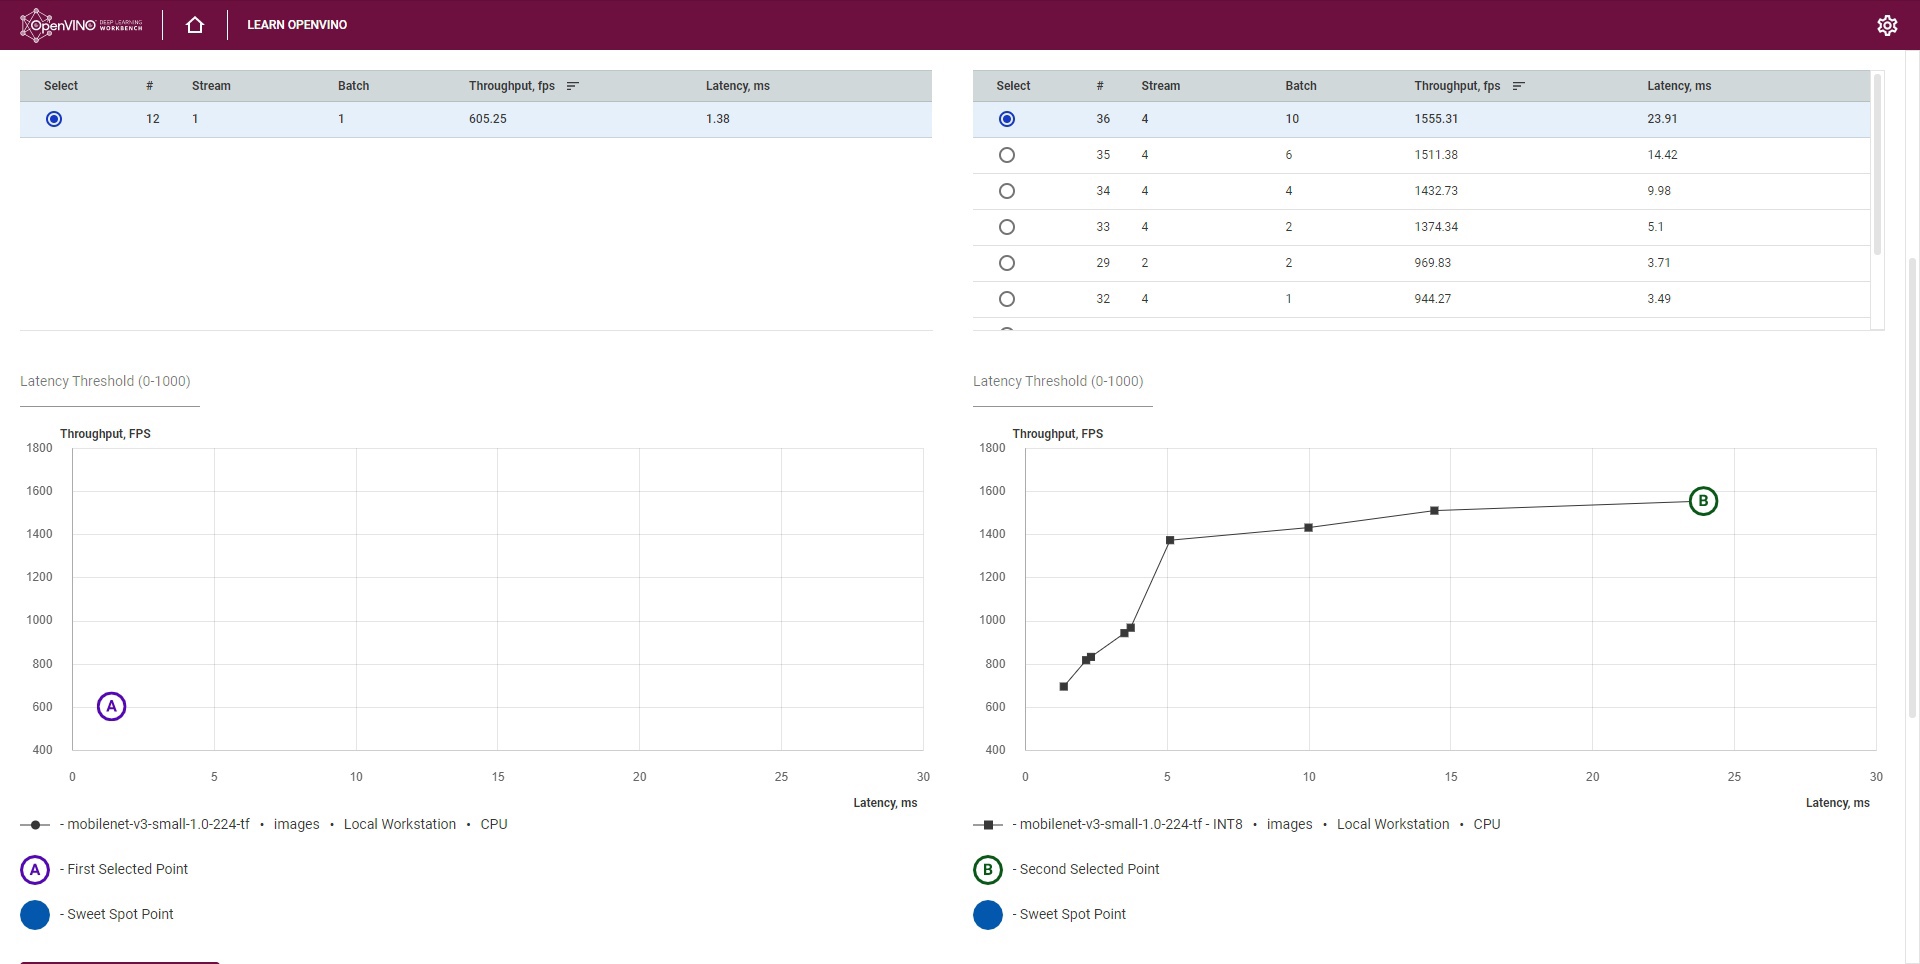 OpenVINO® DEEP LEARNING WORKBENCH LEARN OPENVINO
Select # Stream Batch Throughput, fps Latency, ms
12 1 1 605.25 1.38
Select # Stream Batch Throughput, fps Latency, ms
36 4 10 1555.31 23.91
35 4 6 1511.38 14.42
34 4 4 1432.73 9.98
33 4 2 1374.34 5.1
29 2 2 969.83 3.71
32 4 1 944.27 3.49
Latency Threshold (0-1000)
Throughput, FPS
1800
1600
1400
1200
1000
800
600
400
A
0 5 10 15 20 25 30
Latency, ms
- mobilenet-v3-small-1.0-224-tf • images • Local Workstation • CPU
A - First Selected Point
- Sweet Spot Point
Latency Threshold (0-1000)
Throughput, FPS
1800
1600
1400
1200
1000
800
600
400
B
0 5 10 15 20 25 30
Latency, ms
- mobilenet-v3-small-1.0-224-tf - INT8 • images • Local Workstation • CPU
B - Second Selected Point
- Sweet Spot Point